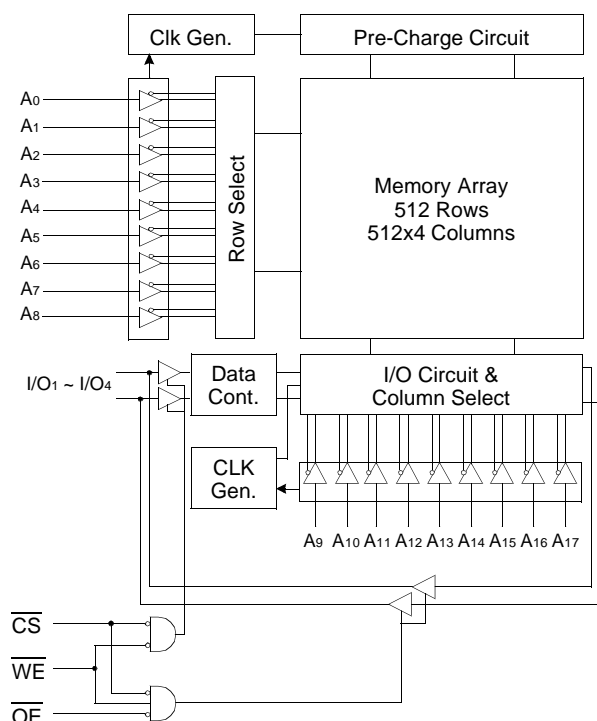 Clk Gen.
Pre-Charge Circuit
A0
A1
A2
A3
A4
A5
A6
A7
A8
Row Select
Memory Array
512 Rows
512x4 Columns
I/O1 ~ I/O4
Data
Cont.
I/O Circuit &
Column Select
CLK
Gen.
A9 A10 A11 A12 A13 A14 A15 A16 A17
CS
WE
OE